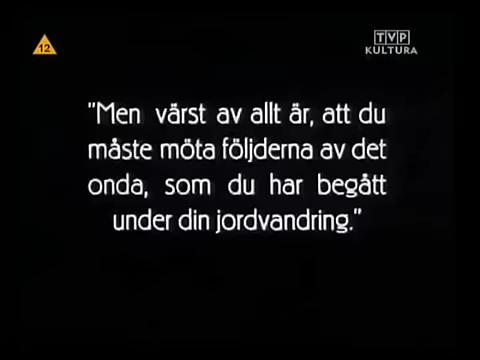 12
TVP
KULTURA
"Men värst av allt är, att du
måste möta följderna av det
onda, som du har begått
under din jordvandring."